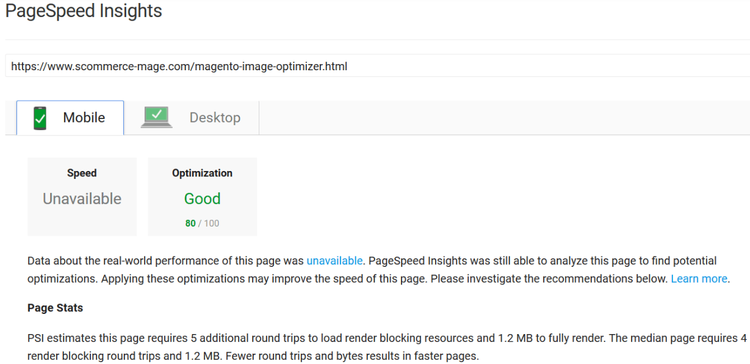 PageSpeed Insights
https://www.scommerce-mage.com/magento-image-optimizer.html
Mobile
Desktop
Speed
Unavailable
Optimization
Good
80 / 100
Data about the real-world performance of this page was unavailable. PageSpeed Insights was still able to analyze this page to find potential
optimizations. Applying these optimizations may improve the speed of this page. Please investigate the recommendations below. Learn more.
Page Stats
PSI estimates this page requires 5 additional round trips to load render blocking resources and 1.2 MB to fully render. The median page requires 4
render blocking round trips and 1.2 MB. Fewer round trips and bytes results in faster pages.